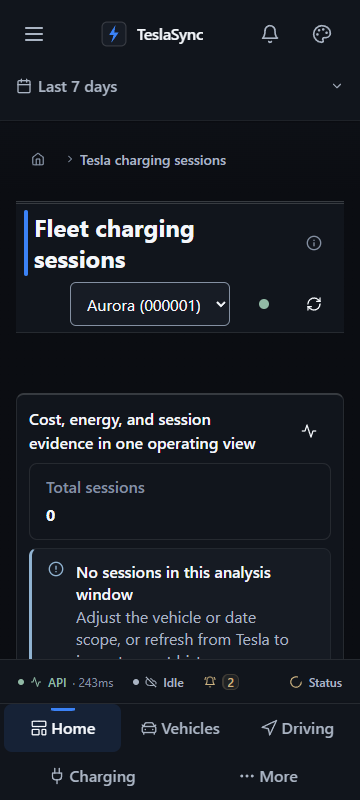 TeslaSync
Last 7 days
Tesla charging sessions
Fleet charging
sessions
Aurora (000001)
Cost, energy, and session
evidence in one operating view
Total sessions
0
No sessions in this analysis
window
Adjust the vehicle or date
scope, or refresh from Tesla to
API · 243ms
Idle
2
Status
Home
Vehicles
Driving
Charging
More